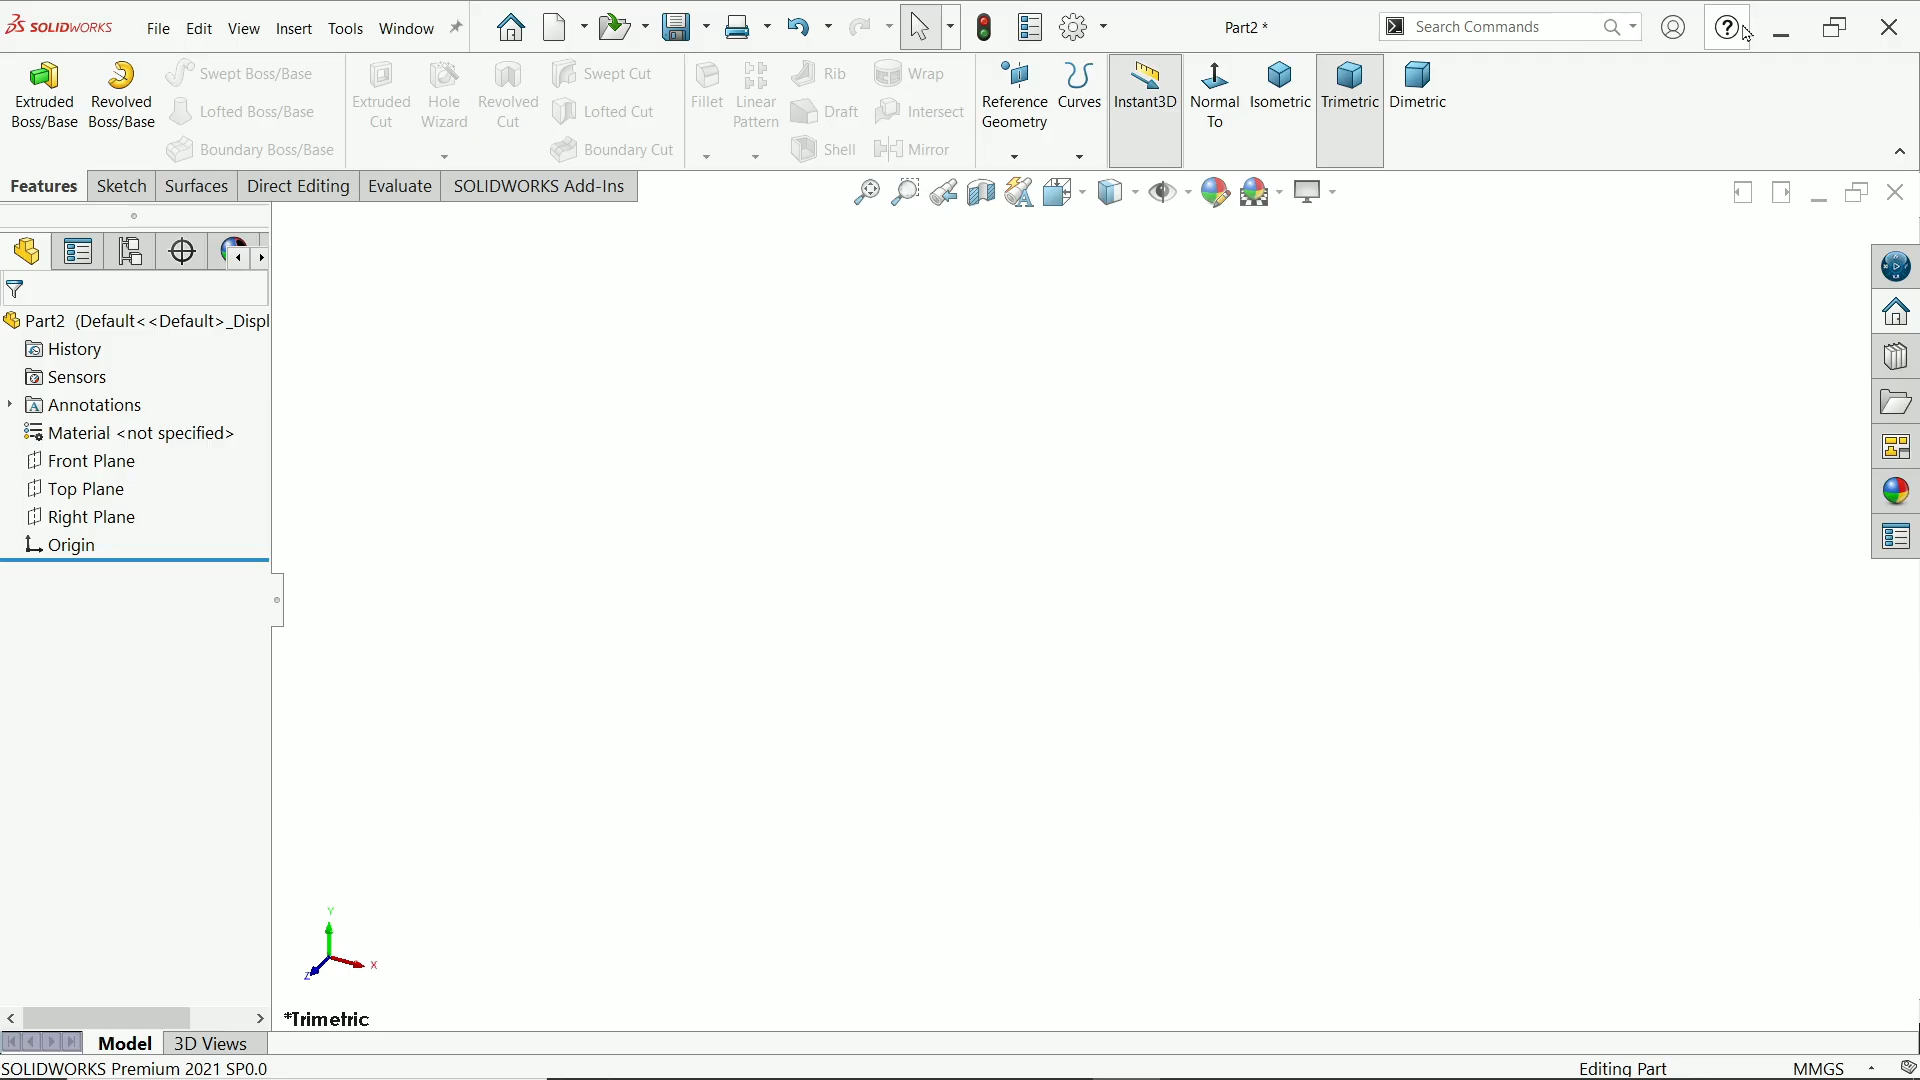 SOLIDWORKS File Edit View Insert Tools Window Part2 * Search Commands
Extruded Boss/Base
Revolved Boss/Base
Swept Boss/Base
Lofted Boss/Base
Boundary Boss/Base
Extruded Cut
Hole Wizard
Revolved Cut
Swept Cut
Lofted Cut
Boundary Cut
Fillet
Linear Pattern
Rib
Draft
Shell
Wrap
Intersect
Mirror
Reference Geometry
Curves
Instant3D
Normal To
Isometric
Trimetric
Dimetric
Features Sketch Surfaces Direct Editing Evaluate SOLIDWORKS Add-Ins
Part2 (Default<<Default>_Displ
History
Sensors
Annotations
Material <not specified>
Front Plane
Top Plane
Right Plane
Origin
Y
X
Z
*Trimetric
Model 3D Views
SOLIDWORKS Premium 2021 SP0.0 Editing Part MMGS